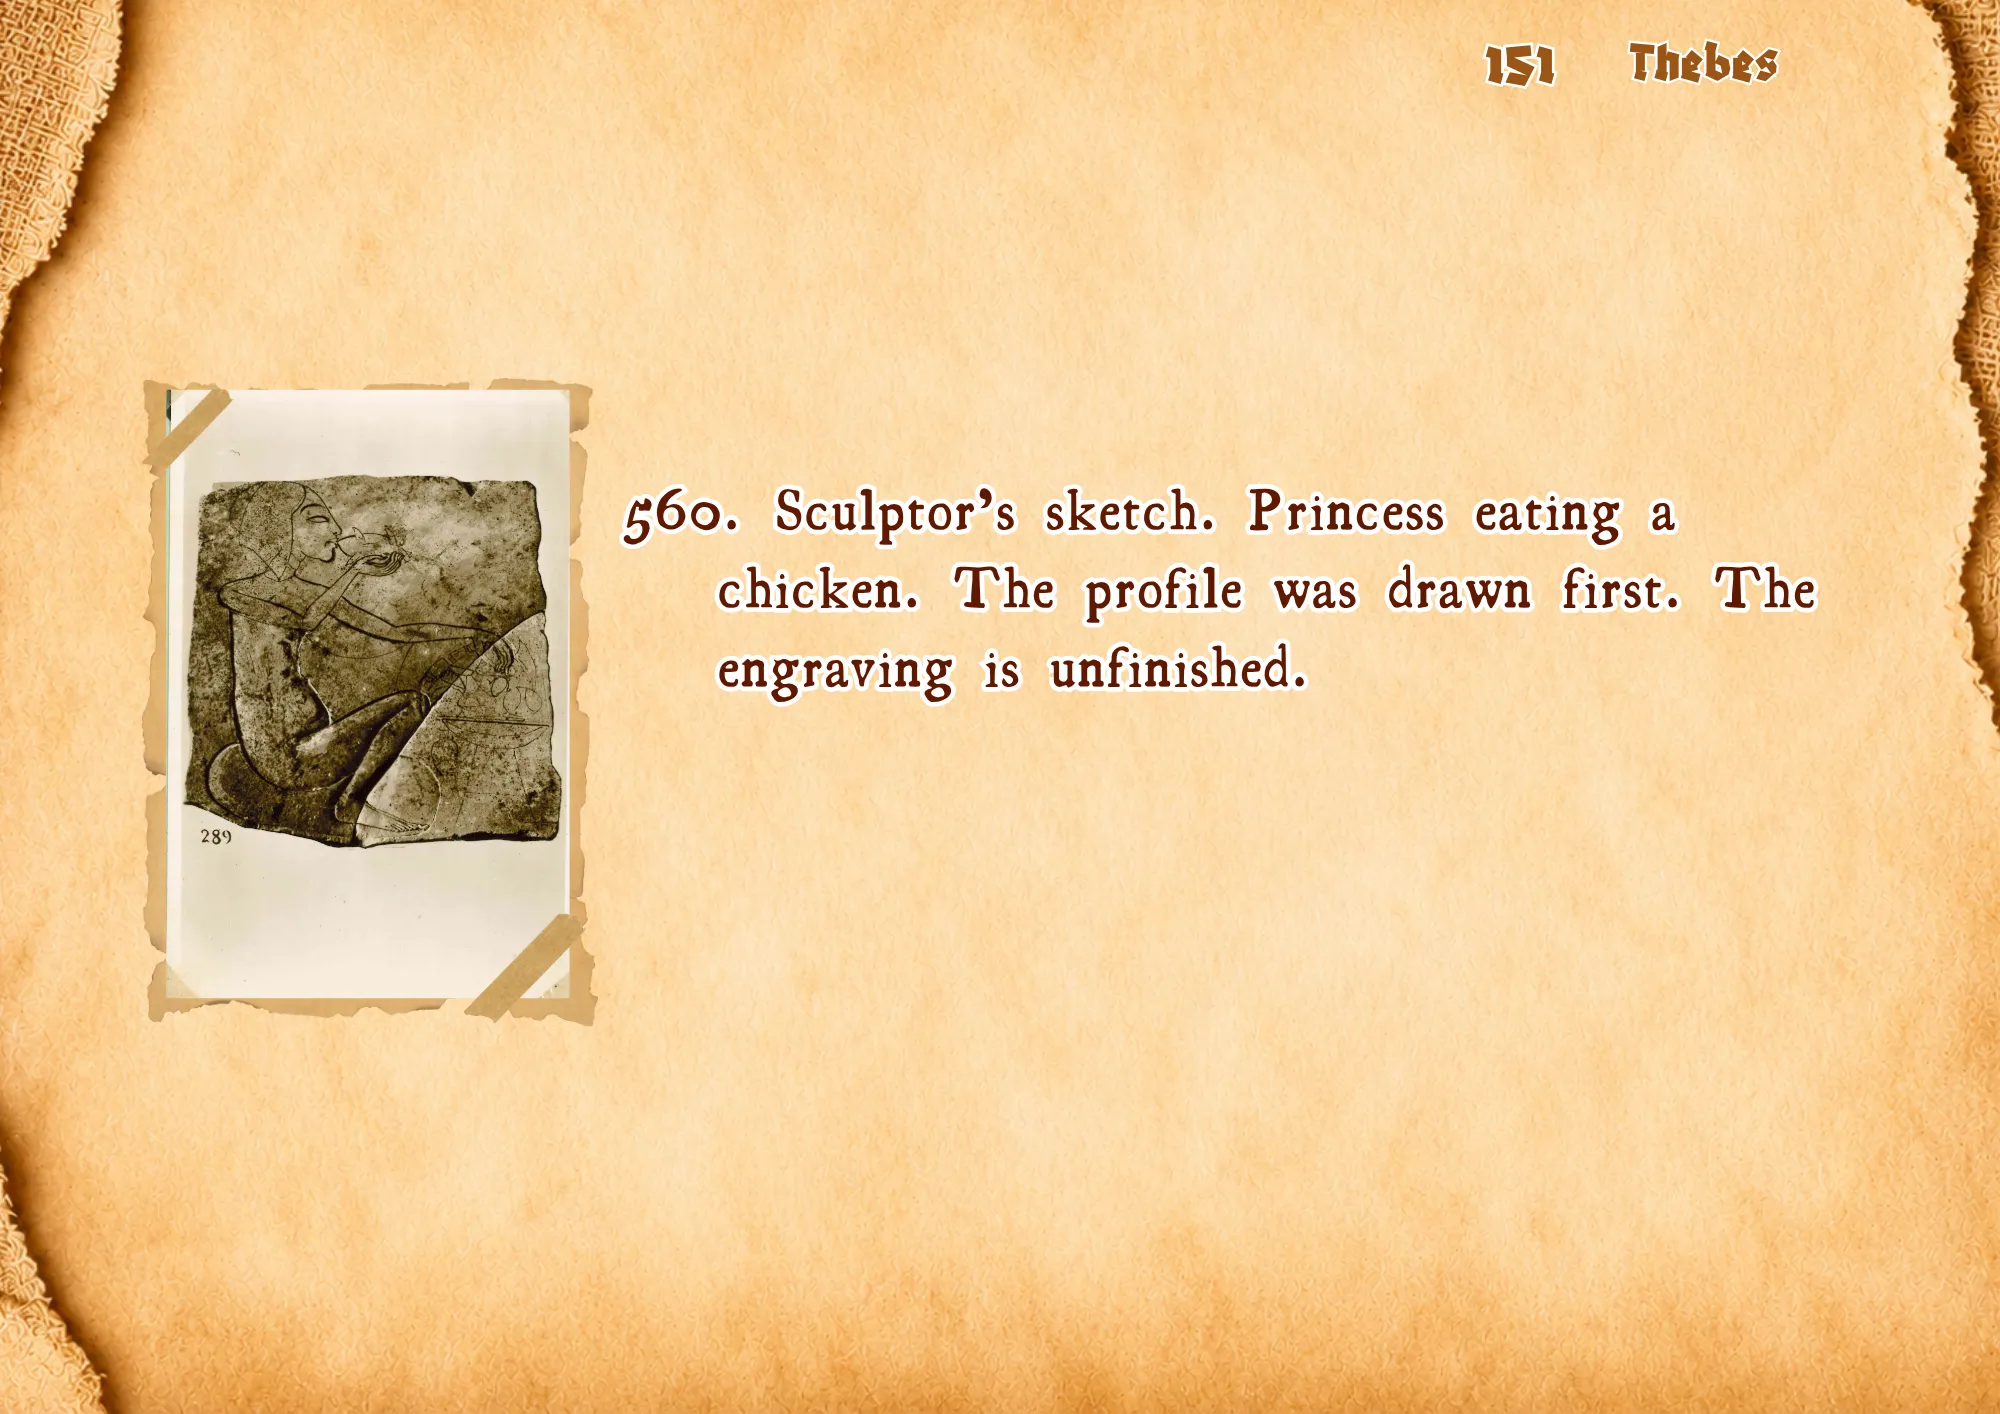 151 Thebes
560. Sculptor’s sketch. Princess eating a
chicken. The profile was drawn first. The
engraving is unfinished.
289